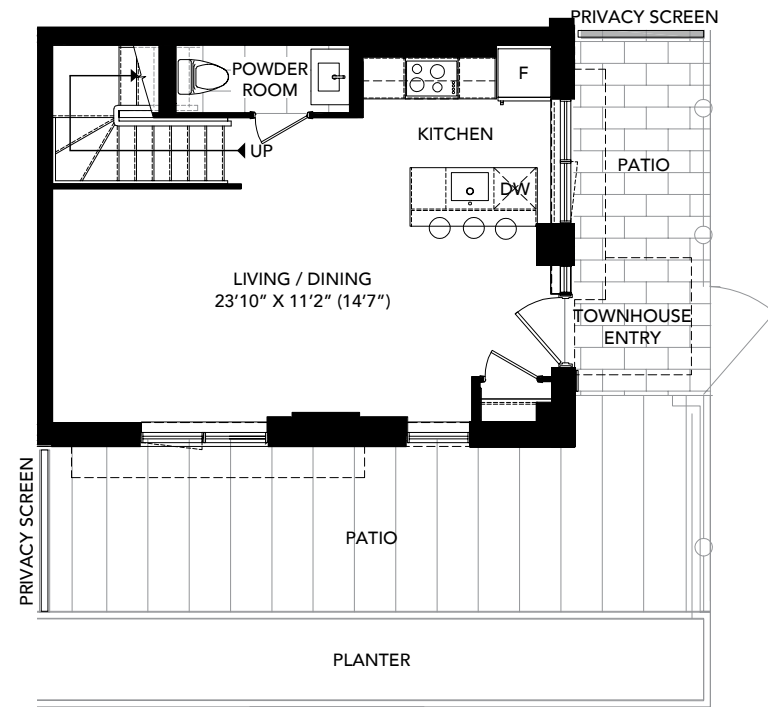 PRIVACY SCREEN
POWDER
ROOM
F
KITCHEN
UP
PATIO
DW
LIVING / DINING
23'10" X 11'2" (14'7")
TOWNHOUSE
ENTRY
PRIVACY SCREEN
PATIO
PLANTER